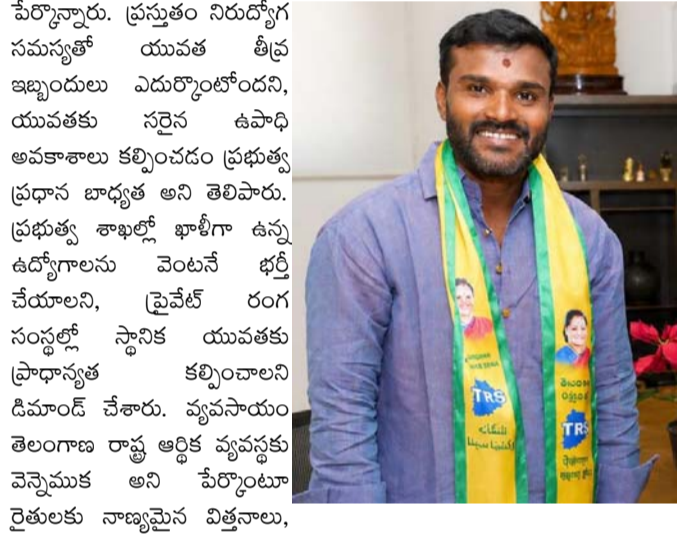 పేర్కొన్నారు. ప్రస్తుతం నిరుద్యోగ
సమస్యతో యువత తీవ్ర
ఇబ్బందులు ఎదుర్కొంటోందని,
యువతకు సరైన ఉపాధి
అవకాశాలు కల్పించడం ప్రభుత్వ
ప్రధాన బాధ్యత అని తెలిపారు.
ప్రభుత్వ శాఖల్లో ఖాళీగా ఉన్న
ఉద్యోగాలను వెంటనే భర్తీ
చేయాలని, ప్రైవేట్ రంగ
సంస్థల్లో స్థానిక యువతకు
ప్రాధాన్యత కల్పించాలని
డిమాండ్ చేశారు. వ్యవసాయం
తెలంగాణ రాష్ట్ర ఆర్థిక వ్యవస్థకు
వెన్నెముక అని పేర్కొంటూ
రైతులకు నాణ్యమైన విత్తనాలు,
TRS
TRS